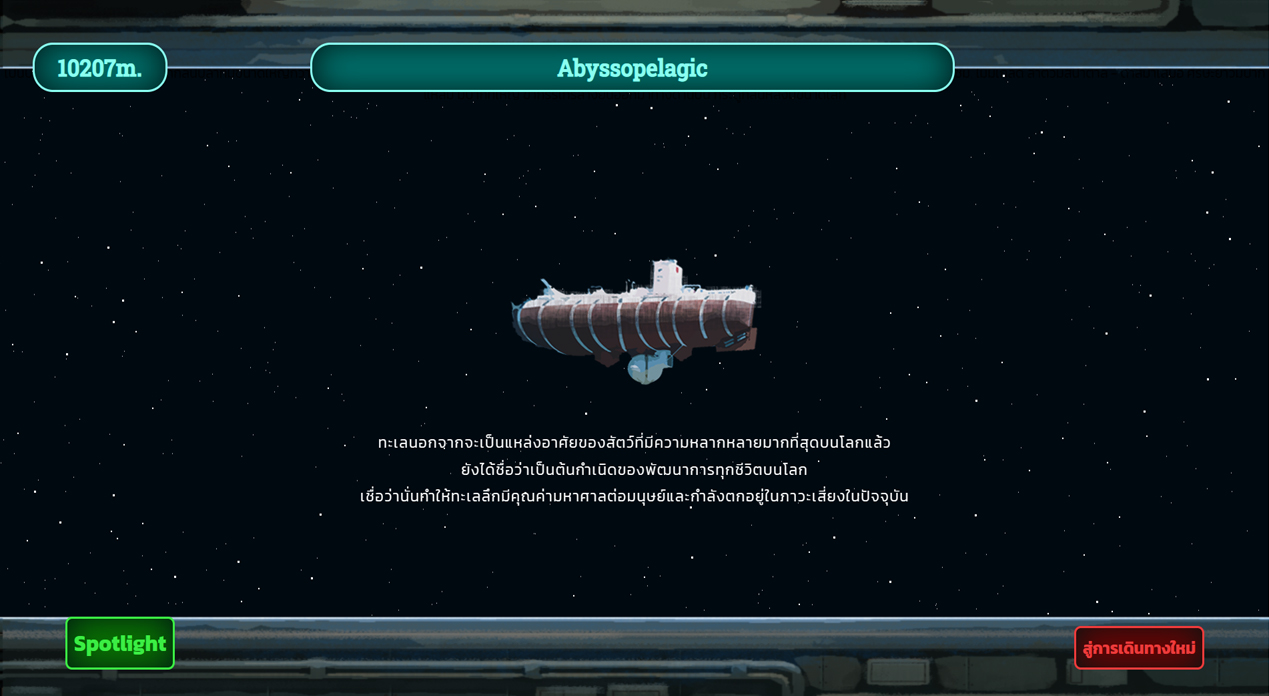 10207m.
Abyssopelagic
ทะเลนอกจากจะเป็นแหล่งอาศัยของสัตว์ที่มีความหลากหลายมากที่สุดบนโลกแล้ว
ยังได้ชื่อว่าเป็นต้นกำเนิดของพัฒนาการทุกชีวิตบนโลก
เชื่อว่านั่นทำให้ทะเลลึกมีคุณค่ามหาศาลต่อมนุษย์และกำลังตกอยู่ในภาวะเสี่ยงในปัจจุบัน
Spotlight
สู่การเดินทางใหม่